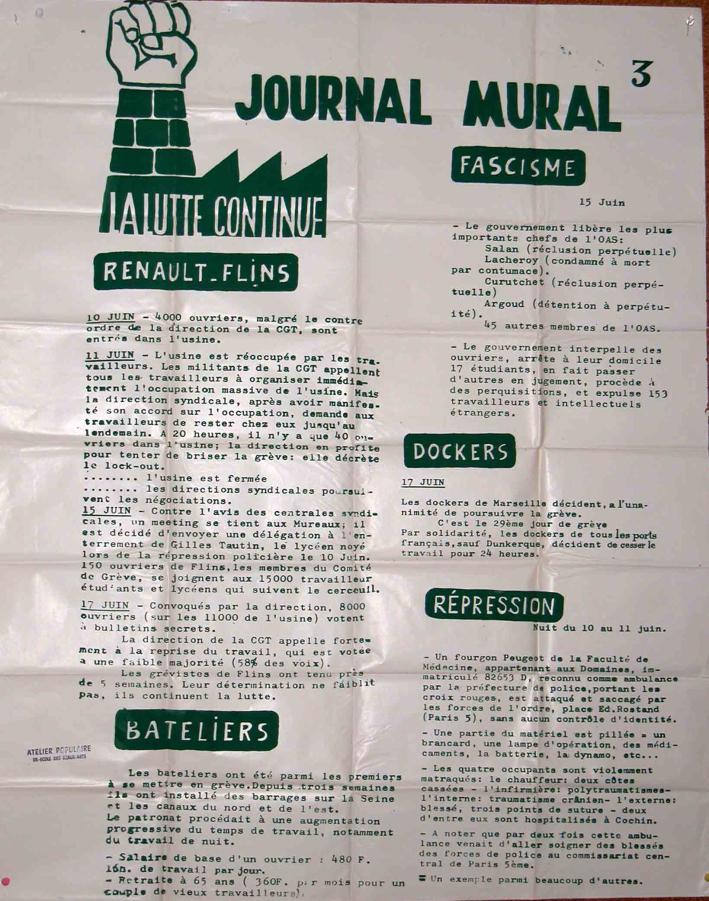 JOURNAL MURAL
3
LA LUTTE CONTINUE
RENAULT-FLINS
10 JUIN - 4000 ouvriers, malgré le contre
ordre de la direction de la CGT, sont
entrés dans l'usine.
11 JUIN - L'usine est réoccupée par les tra-
vailleurs. Les militants de la CGT appellent
tous les travailleurs à organiser immédia-
tement l'occupation massive de l'usine. Mais
la direction syndicale, après avoir manifes-
té son accord sur l'occupation, demande aux
travailleurs de rester chez eux jusqu'au
lendemain. A 20 heures, il n'y a que 40 ou-
vriers dans l'usine; la direction en profite
pour tenter de briser la grève: elle décrète
le lock-out.
........ l'usine est fermée
........ les directions syndicales poursui-
vent les négociations.
15 JUIN - Contre l'avis des centrales syndi-
cales, un meeting se tient aux Mureaux; il
est décidé d'envoyer une délégation à l'en-
terrement de Gilles Tautin, le lycéen noyé
lors de la répression policière le 10 Juin.
150 ouvriers de Flins,les membres du Comité
de Grève, se joignent aux 15000 travailleur
étudiants et lycéens qui suivent le cercueil.
17 JUIN - Convoqués par la direction, 8000
ouvriers (sur les 11000 de l'usine) votent
à bulletins secrets.
La direction de la CGT appelle forte-
ment à la reprise du travail, qui est votée
a une faible majorité (58% des voix).
Les grévistes de Flins ont tenu près
de 5 semaines. Leur détermination ne faiblit
pas, ils continuent la lutte.
BATELIERS
ATELIER POPULAIRE
EX-ECOLE DES BEAUX-ARTS
Les bateliers ont été parmi les premiers
à se mettre en grève.Depuis trois semaines
ils ont installé des barrages sur la Seine
et les canaux du nord et de l'est.
Le patronat procédait à une augmentation
progressive du temps de travail, notamment
du travail de nuit.
- Salaire de base d'un ouvrier : 480 F.
16h. de travail par jour.
- Retraite à 65 ans ( 360F. par mois pour un
couple de vieux travailleurs).
FASCISME
15 Juin
- Le gouvernement libère les plus
importants chefs de l'OAS:
Salan (réclusion perpétuelle)
Lacheroy (condamné à mort
par contumace).
Curutchet (réclusion perpé-
tuelle)
Argoud (détention à perpétu-
ité).
45 autres membres de l'OAS.
- Le gouvernement interpelle des
ouvriers, arrête à leur domicile
17 étudiants, en fait passer
d'autres en jugement, procède à
des perquisitions, et expulse 153
travailleurs et intellectuels
étrangers.
DOCKERS
17 JUIN
Les dockers de Marseille décident, a l'una-
nimité de poursuivre la grève.
C'est le 29ème jour de grève
Par solidarité, les dockers de tous les ports
français,sauf Dunkerque, décident de cesser le
travail pour 24 heures.
RÉPRESSION
Nuit du 10 au 11 juin.
- Un fourgon Peugeot de la Faculté de
Médecine, appartenant aux Domaines, im-
matriculé 82653 D, reconnu comme ambulance
par la préfecture de police,portant les
croix rouges, est attaqué et saccagé par
les forces de l'ordre, place Ed.Rostand
(Paris 5), sans aucun contrôle d'identité.
- Une partie du matériel est pillée = un
brancard, une lampe d'opération, des médi-
caments, la batterie, la dynamo, etc...
- Les quatre occupants sont violemment
matraqués: le chauffeur: deux côtes
cassées - l'infirmière: polytraumatismes-
l'interne: traumatisme crânien- l'externe:
blessé, trois points de suture - deux
d'entre eux sont hospitalisés à Cochin.
- A noter que par deux fois cette ambu-
lance venait d'aller soigner des blessés
des forces de police au commissariat cen-
tral de Paris 5ème.
= Un exemple parmi beaucoup d'autres.